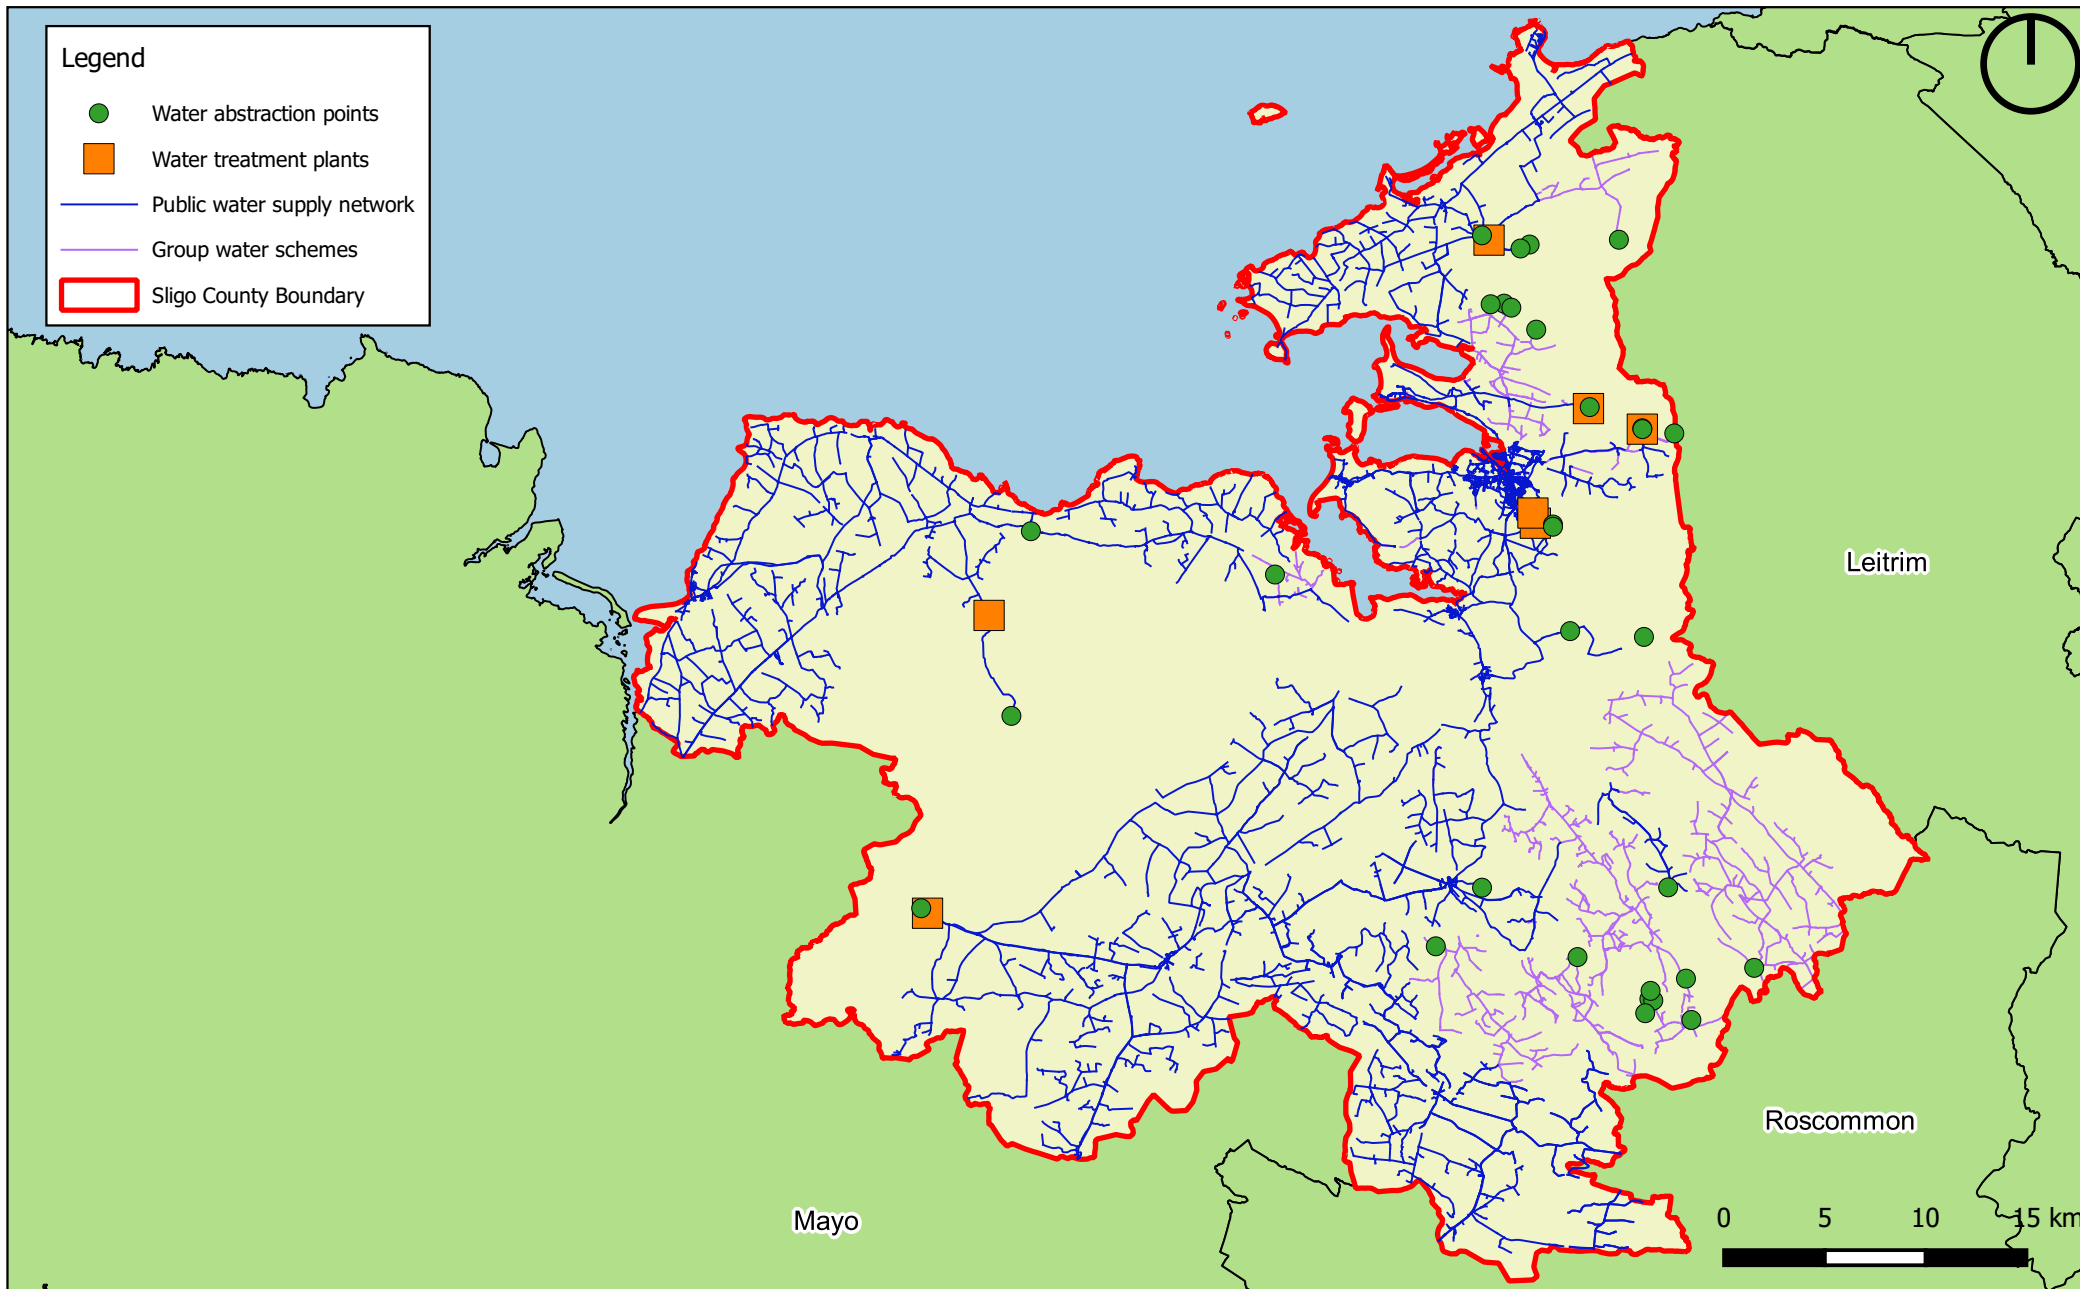 Legend
Water abstraction points
Water treatment plants
Public water supply network
Group water schemes
Sligo County Boundary
Leitrim
Roscommon
Mayo
0 5 10 15 km